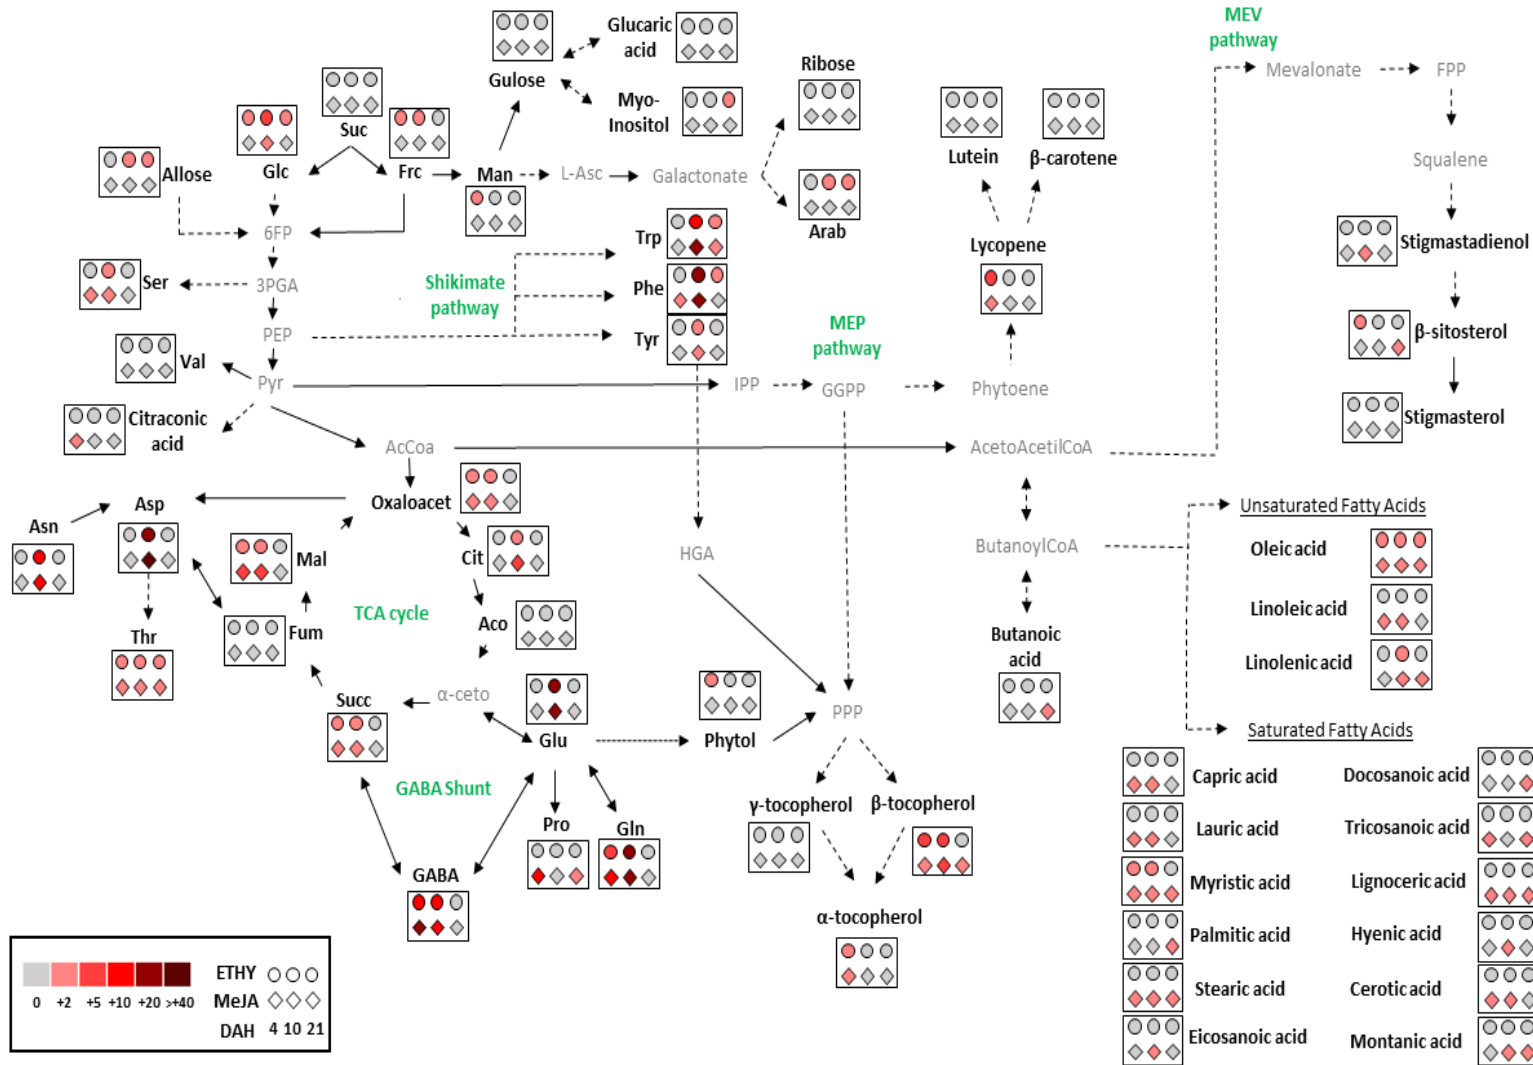 MEV
pathway
Mevalonate
FPP
Squalene
Stigmastadienol
β-sitosterol
Stigmasterol
Glucaric
acid
Gulose
Myo-
Inositol
Ribose
Suc
Allose
Glc
Frc
Man
L-Asc
Galactonate
Arab
Lutein
β-carotene
Lycopene
6FP
Ser
3PGA
Shikimate
pathway
Trp
Phe
Tyr
PEP
Val
Pyr
MEP
pathway
IPP
GGPP
Phytoene
Citraconic
acid
AcCoa
AcetoAcetilCoA
Asn
Asp
Oxaloacet
Mal
Cit
HGA
ButanoylCoA
TCA cycle
Thr
Fum
Aco
Butanoic
acid
Succ
α-ceto
Glu
Phytol
PPP
GABA Shunt
Pro
Gln
GABA
γ-tocopherol
β-tocopherol
α-tocopherol
Unsaturated Fatty Acids
Oleic acid
Linoleic acid
Linolenic acid
Saturated Fatty Acids
Capric acid
Docosanoic acid
Lauric acid
Tricosanoic acid
Myristic acid
Lignoceric acid
Palmitic acid
Hyenic acid
Stearic acid
Cerotic acid
Eicosanoic acid
Montanic acid
0 +2 +5 +10 +20 >+40
ETHY
MeJA
DAH 4 10 21